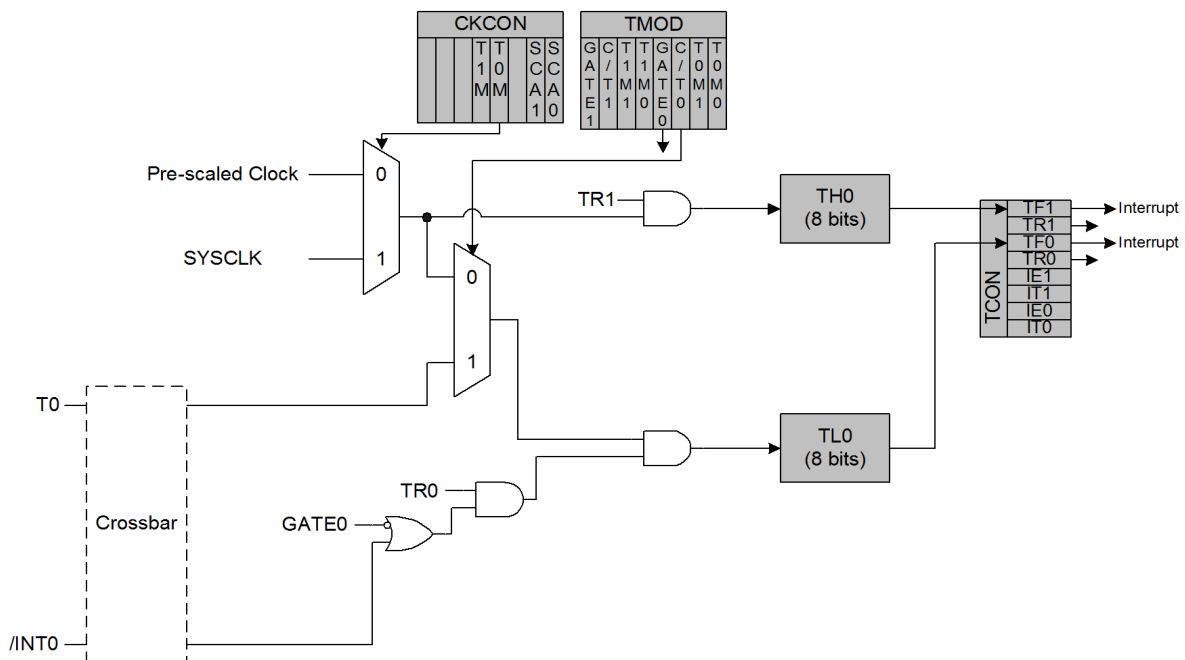 CKCON
T1M
T0M
SCA1
SCA0
TMOD
GATE1
C/T1
T1M1
T1M0
GATE0
C/T0
T0M1
T0M0
Pre-scaled Clock
0
SYSCLK
1
TR1
TH0
(8 bits)
TCON
TF1
TR1
TF0
TR0
IE1
IT1
IE0
IT0
Interrupt
Interrupt
0
1
T0
Crossbar
/INT0
TR0
GATE0
TL0
(8 bits)